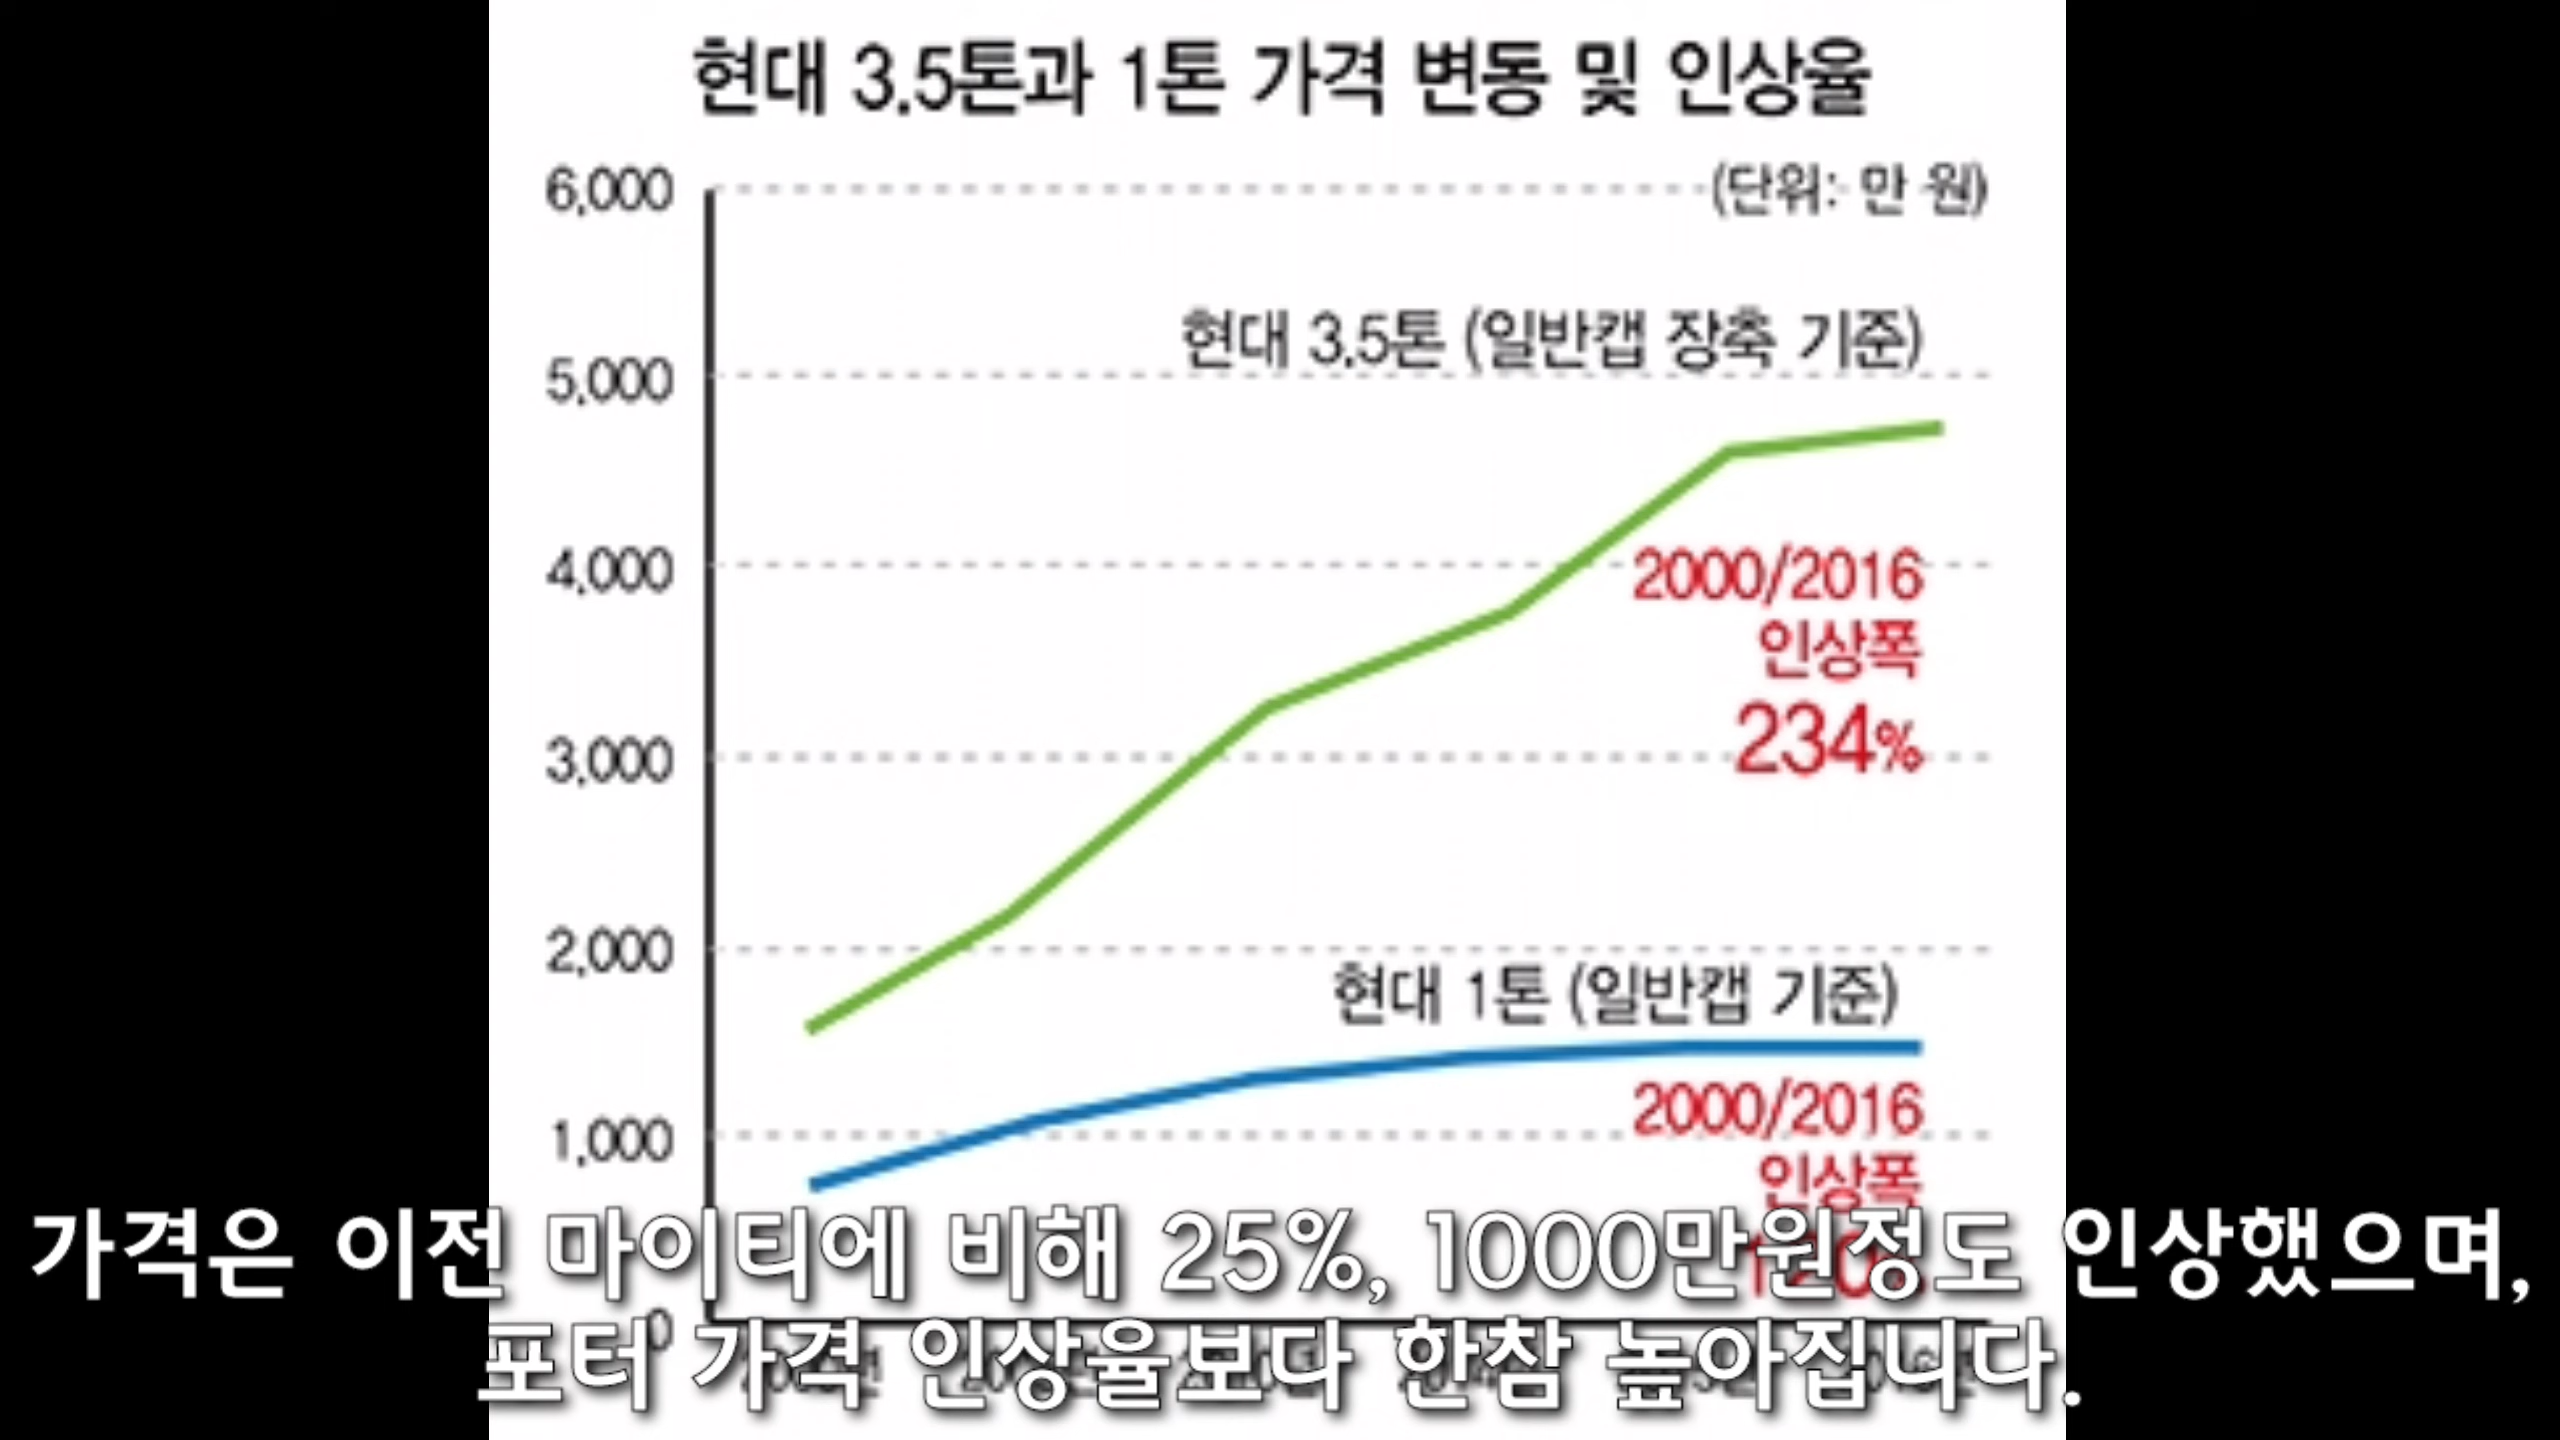 현대 3.5톤과 1톤 가격 변동 및 인상율
(단위: 만 원)
6,000
5,000
4,000
3,000
2,000
1,000
0
현대 3.5톤 (일반캡 장축 기준)
2000/2016
인상폭
234%
현대 1톤 (일반캡 기준)
2000/2016
인상폭
가격은 이전 마이티에 비해 25%, 1000만원정도 인상했으며,
포터 가격 인상율보다 한참 높아집니다.